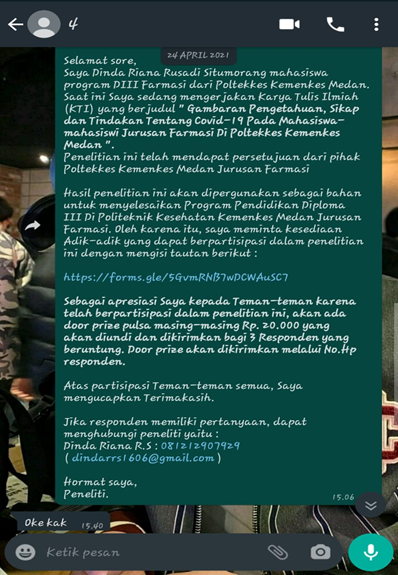 4
24 APRIL 2021
Selamat sore,
Saya Dinda Riana Rusadi Situmorang mahasiswa
program DIII Farmasi dari Poltekkes Kemenkes Medan.
Saat ini Saya sedang mengerjakan Karya Tulis Ilmiah
(KTI) yang berjudul " Gambaran Pengetahuan, Sikap
dan Tindakan Tentang Covid-19 Pada Mahasiswa-
mahasiswi Jurusan Farmasi Di Poltekkes Kemenkes
Medan ".
Penelitian ini telah mendapat persetujuan dari pihak
Poltekkes Kemenkes Medan Jurusan Farmasi
Hasil penelitian ini akan dipergunakan sebagai bahan
untuk menyelesaikan Program Pendidikan Diploma
III Di Politeknik Kesehatan Kemenkes Medan Jurusan
Farmasi. Oleh karena itu, saya meminta kesediaan
Adik-adik yang dapat berpartisipasi dalam penelitian
ini dengan mengisi tautan berikut :
https://forms.gle/5GvmRNB7wDCWAuSC7
Sebagai apresiasi Saya kepada Teman-teman karena
telah berpartisipasi dalam penelitian ini, akan ada
door prize pulsa masing-masing Rp. 20.000 yang
akan diundi dan dikirimkan bagi 3 Responden yang
beruntung. Door prize akan dikirimkan melalui No.Hp
responden.
Atas partisipasi Teman-teman semua, Saya
mengucapkan Terimakasih.
Jika responden memiliki pertanyaan, dapat
menghubungi peneliti yaitu :
Dinda Riana R.S : 081212907929
( dindarrs1606@gmail.com )
Hormat saya,
Peneliti.
15.06
Oke kak 15.40
Ketik pesan